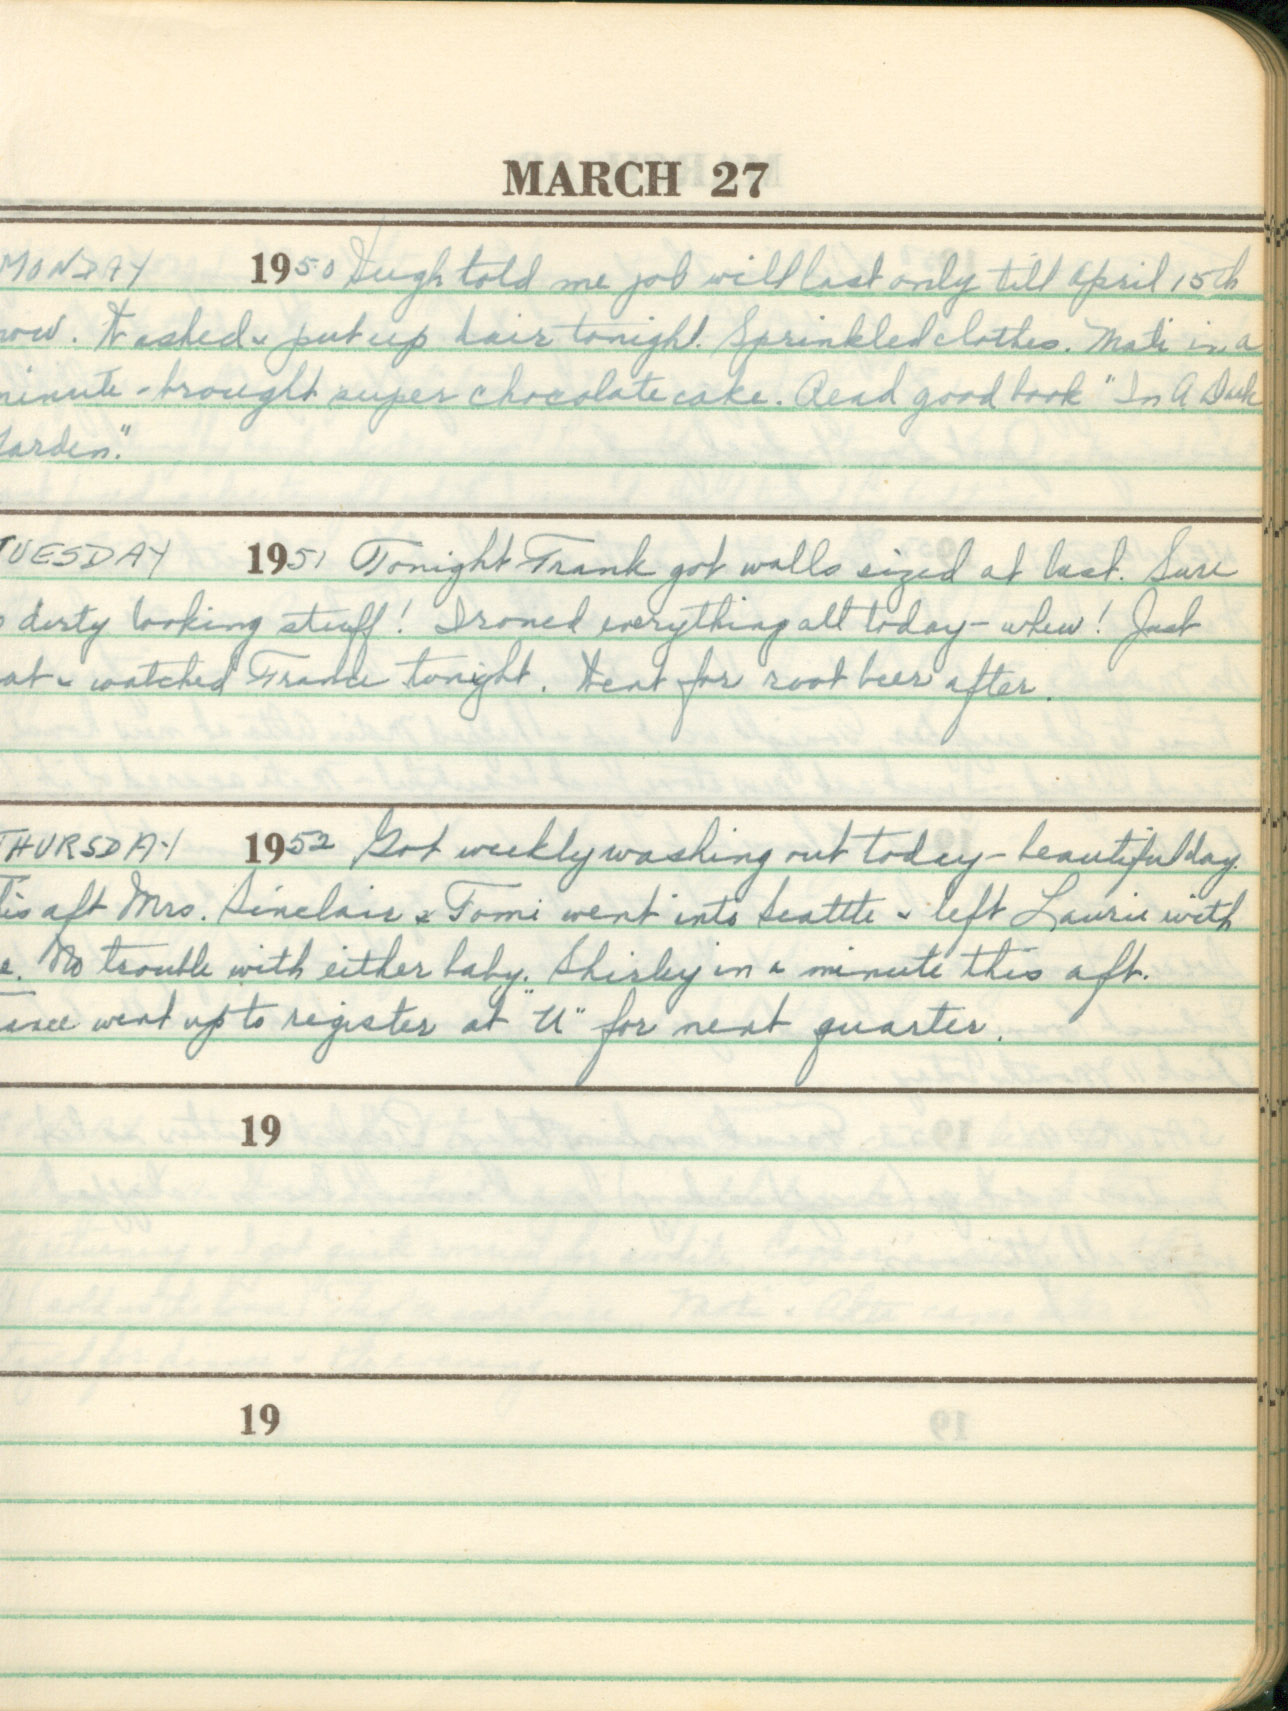 MARCH 27
MONDAY 1950 Hugh told me job will last only till April 15th
now. Washed & put up hair tonight. Sprinkled clothes. Mati in a
minute - brought super chocolate cake. Read good book "In A Dark
Garden."
TUESDAY 1951 Tonight Frank got walls sized at last. Sure
dirty looking stuff! Ironed everything all today - whew! Just
at & watched France tonight. Went for root beer after.
THURSDAY 1952 Got weekly washing out today - beautiful day.
is aft Mrs. Sinclair & Tomi went into Seattle & left Laurie with
e. No trouble with either baby. Shirley in a minute this aft.
ance went up to register at "U" for next quarter.
19
19